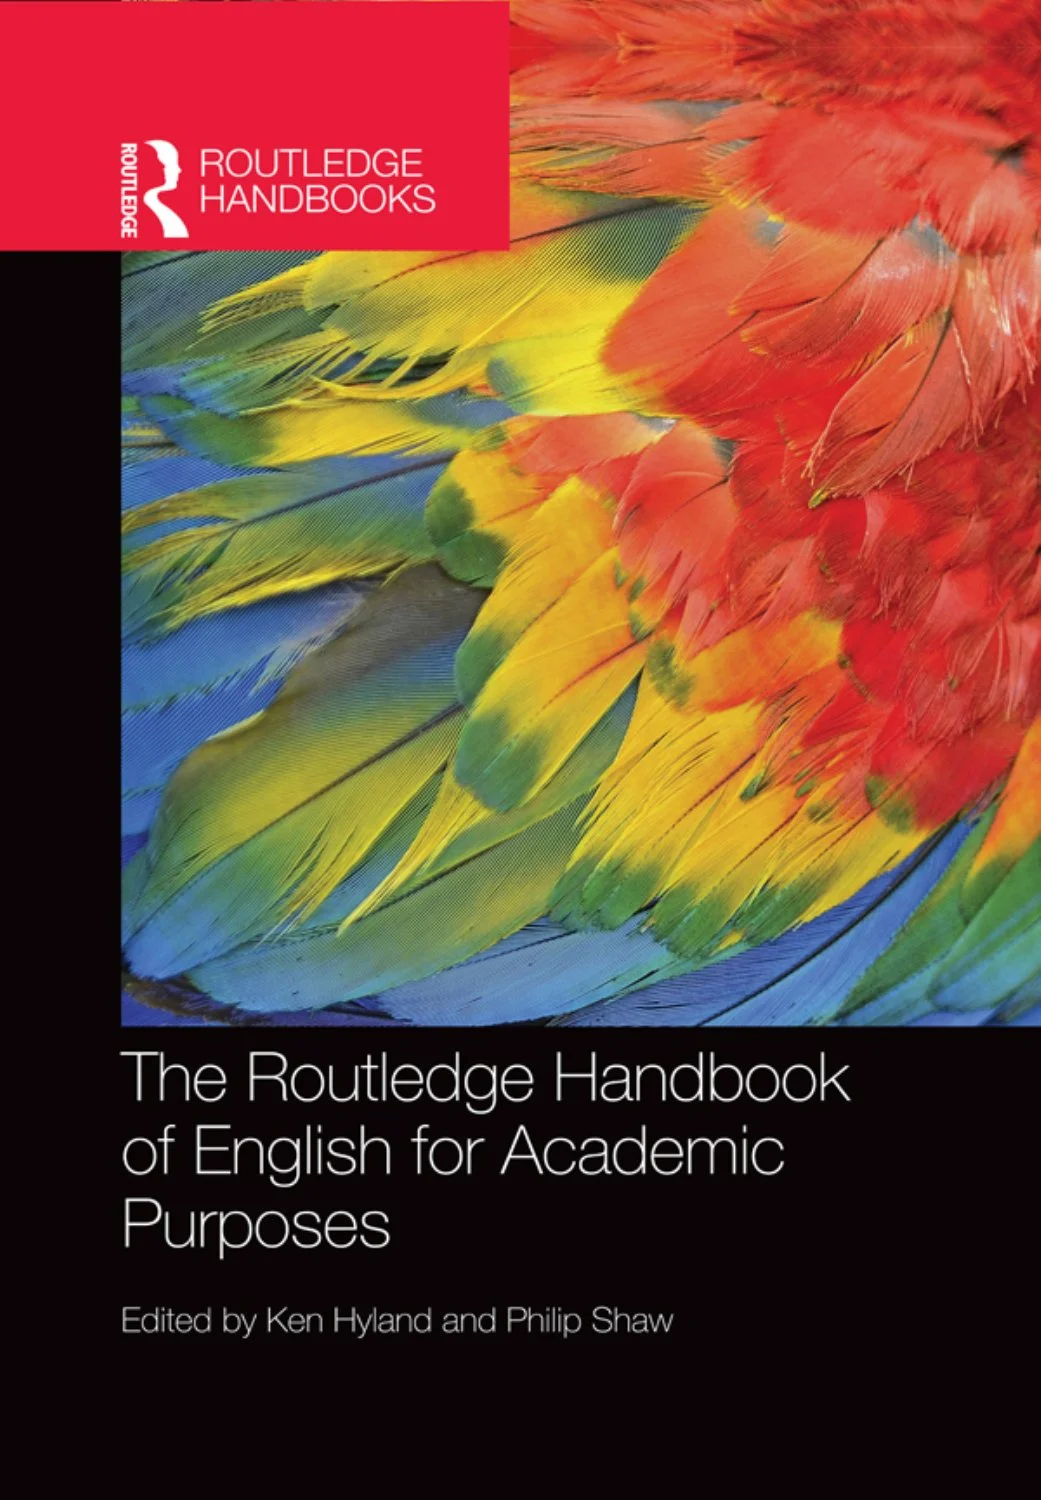 ROUTLEDGE
ROUTLEDGE
HANDBOOKS
The Routledge Handbook
of English for Academic
Purposes
Edited by Ken Hyland and Philip Shaw